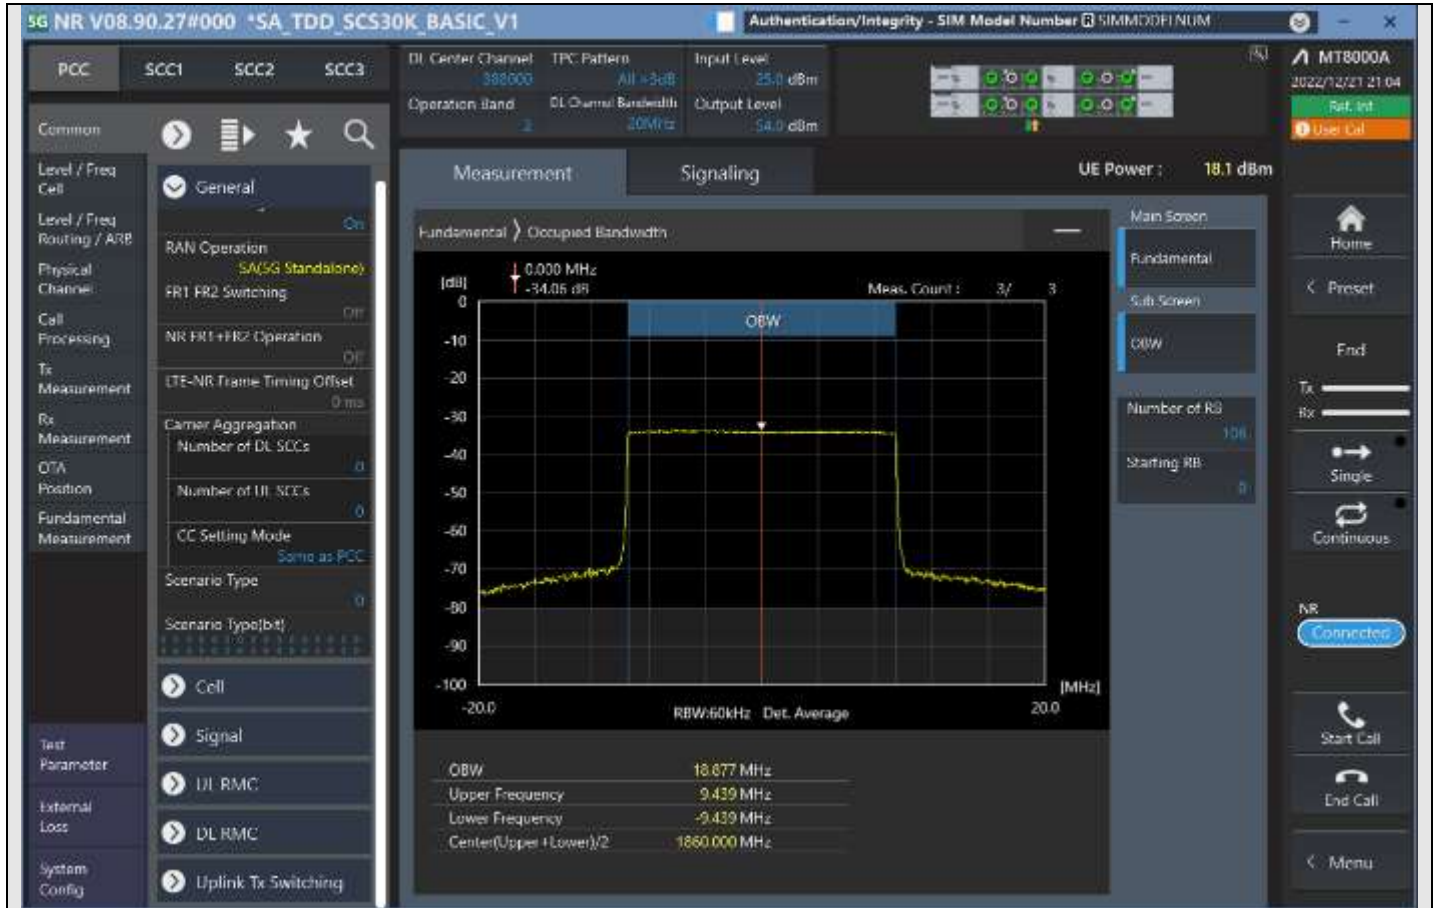 5G NR V08.90.27#000 *SA_TDD_SCS30K_BASIC_V1
Authentication/Integrity - SIM Model Number R SIMMODELNUM
PCC SCC1 SCC2 SCC3
DL Center Channel 388000
TPC Pattern All +3dB
Input Level 25.0 dBm
Operation Band 2
DL Channel Bandwidth 20MHz
Output Level -54.0 dBm
MT8000A
2022/12/21 21:04
Ref. Int
User Cal
Common
Level / Freq
Cell
Level / Freq
Routing / ARB
Physical
Channel
Call
Processing
Tx
Measurement
Rx
Measurement
OTA
Position
Fundamental
Measurement
Test
Parameter
External
Loss
System
Config
General
On
RAN Operation
SA(5G Standalone)
FR1 FR2 Switching
Off
NR FR1+FR2 Operation
Off
LTE-NR Frame Timing Offset
0 ms
Carrier Aggregation
Number of DL SCCs
0
Number of UL SCCs
0
CC Setting Mode
Same as PCC
Scenario Type
0
Scenario Type(bit)
Cell
Signal
UL RMC
DL RMC
Uplink Tx Switching
Measurement Signaling
UE Power : 18.1 dBm
Fundamental > Occupied Bandwidth
0.000 MHz
-34.06 dB
Meas. Count : 3/ 3
[dB]
OBW
0
-10
-20
-30
-40
-50
-60
-70
-80
-90
-100
-20.0
RBW:60kHz Det. Average
20.0
[MHz]
OBW 18.877 MHz
Upper Frequency 9.439 MHz
Lower Frequency -9.439 MHz
Center(Upper+Lower)/2 1860.000 MHz
Main Screen
Fundamental
Sub Screen
OBW
Number of RB
106
Starting RB
0
Home
< Preset
End
Tx
Rx
Single
Continuous
NR
Connected
Start Call
End Call
< Menu